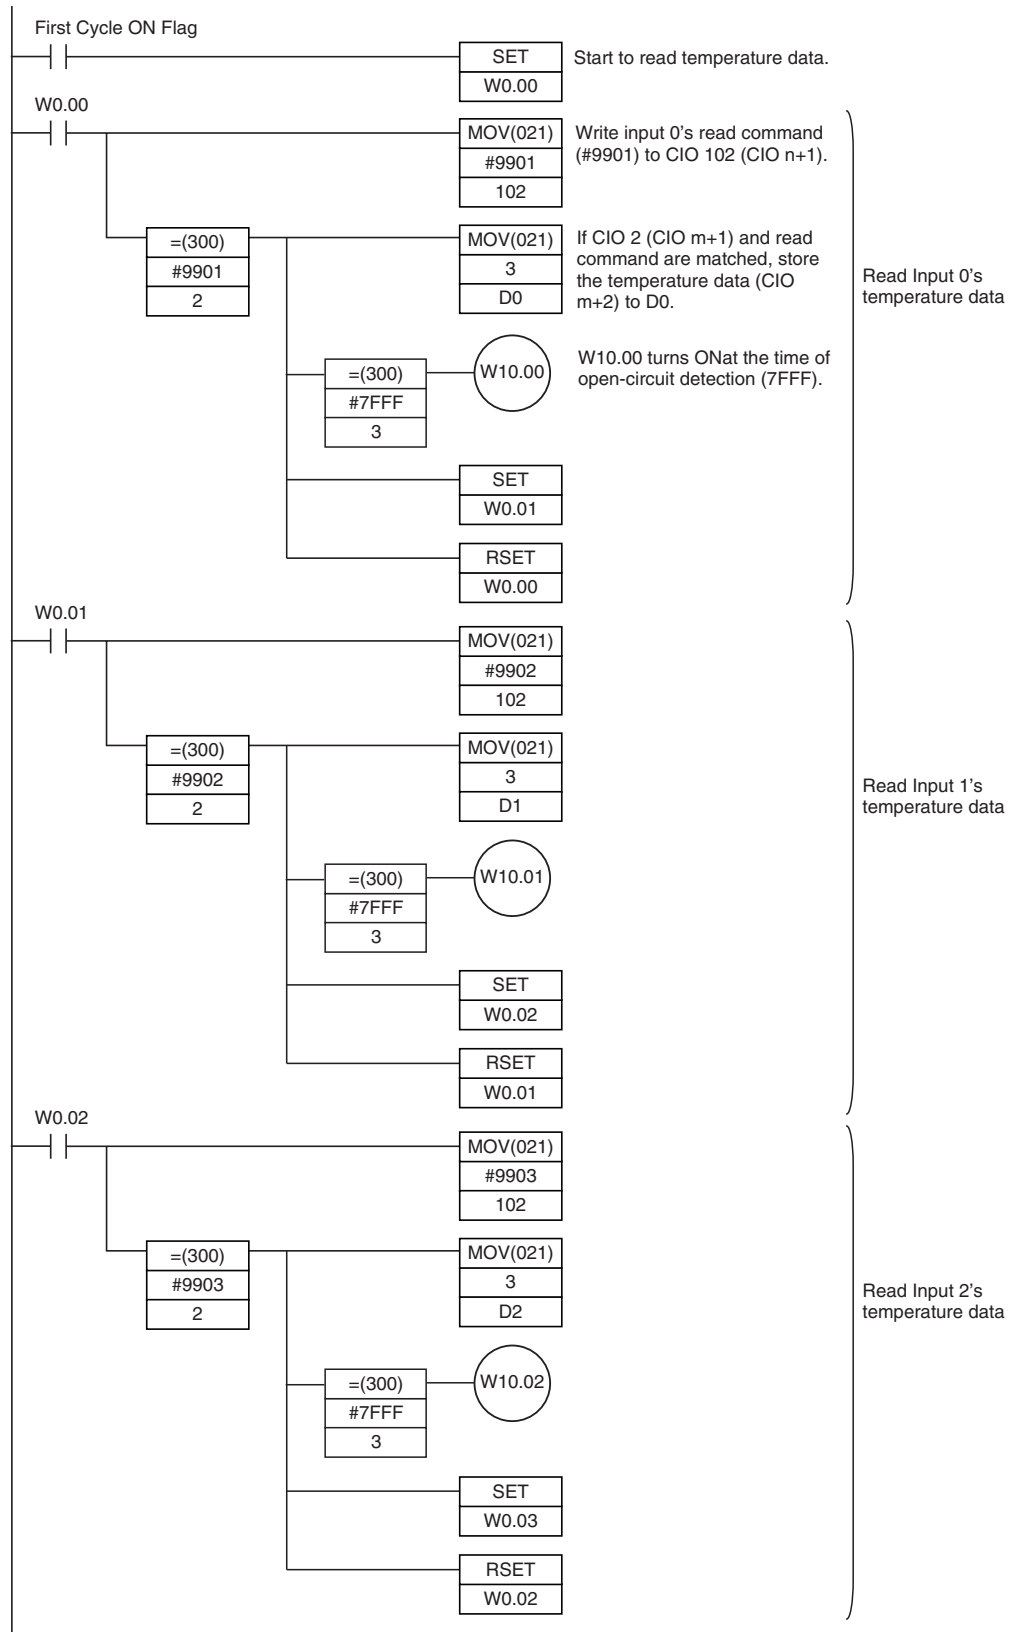 First Cycle ON Flag
SET
Start to read temperature data.
W0.00
W0.00
MOV(021)
Write input 0's read command
(#9901) to CIO 102 (CIO n+1).
#9901
102
=(300)
#9901
2
MOV(021)
3
D0
If CIO 2 (CIO m+1) and read
command are matched, store
the temperature data (CIO
m+2) to D0.
Read Input 0's
temperature data
=(300)
#7FFF
3
W10.00
W10.00 turns ONat the time of
open-circuit detection (7FFF).
SET
W0.01
RSET
W0.00
W0.01
MOV(021)
#9902
102
=(300)
#9902
2
MOV(021)
3
D1
Read Input 1's
temperature data
=(300)
#7FFF
3
W10.01
SET
W0.02
RSET
W0.01
W0.02
MOV(021)
#9903
102
=(300)
#9903
2
MOV(021)
3
D2
Read Input 2's
temperature data
=(300)
#7FFF
3
W10.02
SET
W0.03
RSET
W0.02